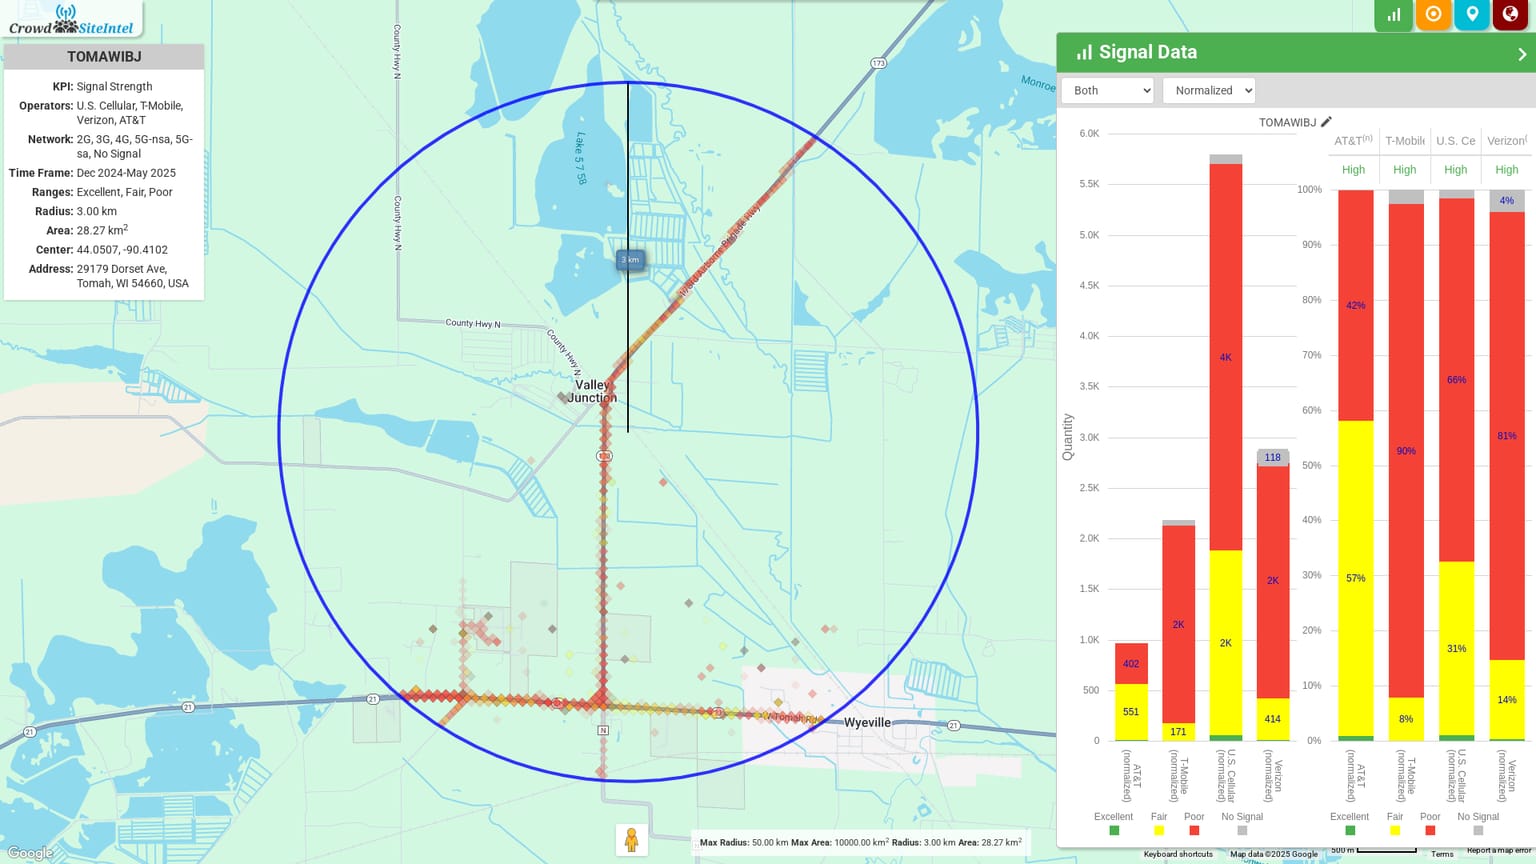 Crowd SiteIntel
TOMAWIBJ
KPI: Signal Strength
Operators: U.S. Cellular, T-Mobile,
Verizon, AT&T
Network: 2G, 3G, 4G, 5G-nsa, 5G-
sa, No Signal
Time Frame: Dec 2024-May 2025
Ranges: Excellent, Fair, Poor
Radius: 3.00 km
Area: 28.27 km2
Center: 44.0507, -90.4102
Address: 29179 Dorset Ave,
Tomah, WI 54660, USA
County Hwy N
County Hwy N
County Hwy N
County Hwy N
Lake 5 7 58
Monroe
173
3 km
Brigade Hwy
Valley
Junction
21
21
21
21
N
W Tomah Rd
Wyeville
Google
Max Radius: 50.00 km Max Area: 10000.00 km2 Radius: 3.00 km Area: 28.27 km2
Signal Data
Both
Normalized
TOMAWIBJ
Quantity
6.0K
5.5K
5.0K
4.5K
4.0K
3.5K
3.0K
2.5K
2.0K
1.5K
1.0K
500
0
402
551
2K
171
4K
2K
118
2K
414
AT&T (normalized)
T-Mobile (normalized)
U.S. Cellular (normalized)
Verizon (normalized)
Excellent Fair Poor No Signal
AT&T(n) T-Mobile U.S. Ce Verizon(
High High High High
100%
90%
80%
70%
60%
50%
40%
30%
20%
10%
0%
42%
57%
90%
8%
66%
31%
4%
81%
14%
AT&T (normalized)
T-Mobile (normalized)
U.S. Cellular (normalized)
Verizon (normalized)
Excellent Fair Poor No Signal
Keyboard shortcuts Map data ©2025 Google 500 m Terms Report a map error